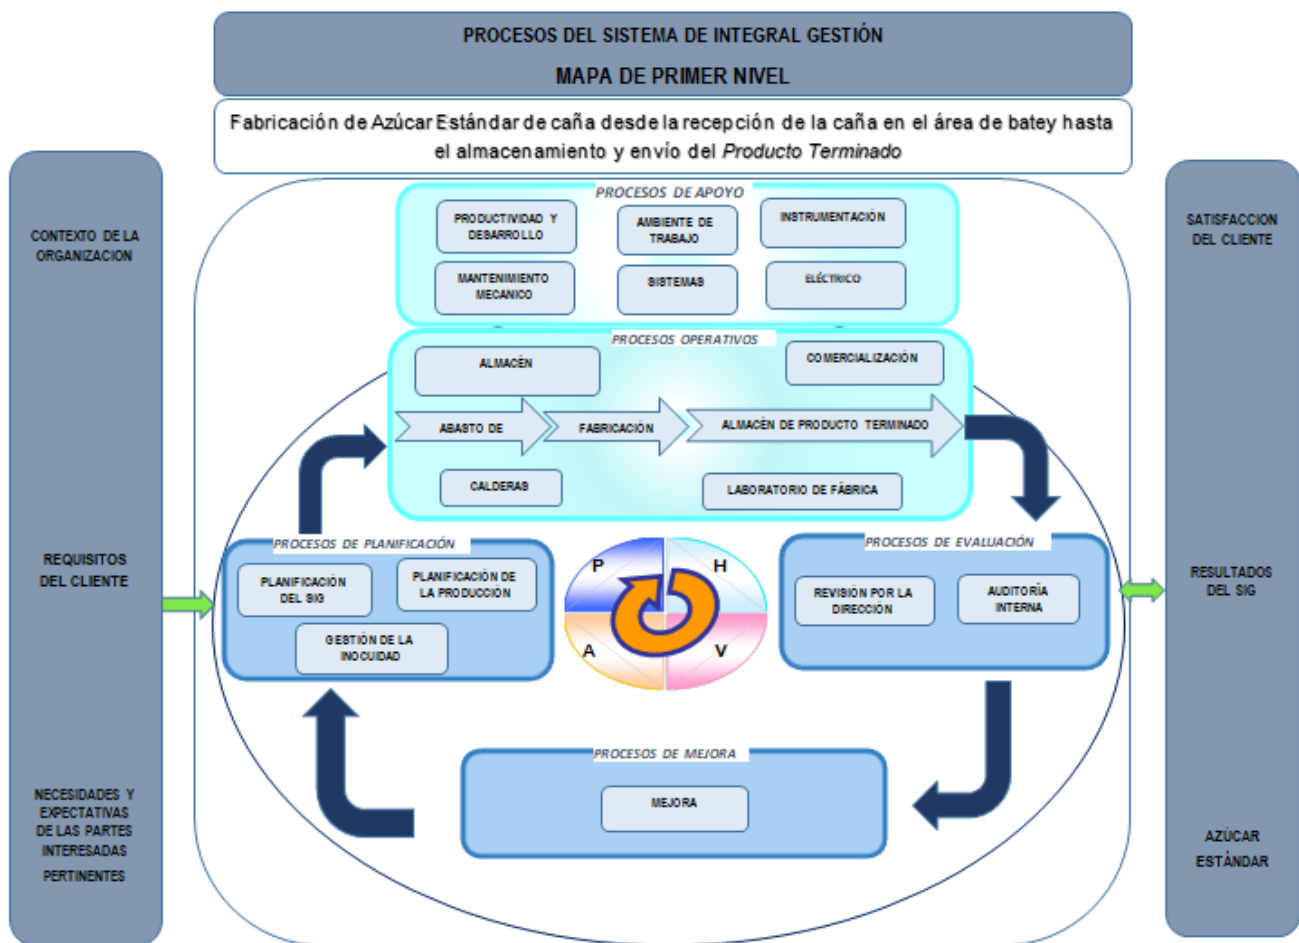 PROCESOS DEL SISTEMA DE INTEGRAL GESTIÓN
MAPA DE PRIMER NIVEL
Fabricación de Azúcar Estándar de caña desde la recepción de la caña en el área de batey hasta
el almacenamiento y envío del Producto Terminado
CONTEXTO DE LA
ORGANIZACION
REQUISITOS
DEL CLIENTE
NECESIDADES Y
EXPECTATIVAS
DE LAS PARTES
INTERESADAS
PERTINENTES
PROCESOS DE APOYO
PRODUCTIVIDAD Y
DESARROLLO
AMBIENTE DE
TRABAJO
INSTRUMENTACIÓN
MANTENIMIENTO
MECANICO
SISTEMAS
ELÉCTRICO
PROCESOS OPERATIVOS
ALMACÉN
COMERCIALIZACIÓN
ABASTO DE
FABRICACIÓN
ALMACÉN DE PRODUCTO TERMINADO
CALDERAS
LABORATORIO DE FÁBRICA
PROCESOS DE PLANIFICACIÓN
PLANIFICACIÓN
DEL SIG
PLANIFICACIÓN DE
LA PRODUCCIÓN
GESTIÓN DE LA
INOCUIDAD
P
H
A
V
PROCESOS DE EVALUACIÓN
REVISIÓN POR LA
DIRECCIÓN
AUDITORÍA
INTERNA
PROCESOS DE MEJORA
MEJORA
SATISFACCION
DEL CLIENTE
RESULTADOS
DEL SIG
AZÚCAR
ESTÁNDAR